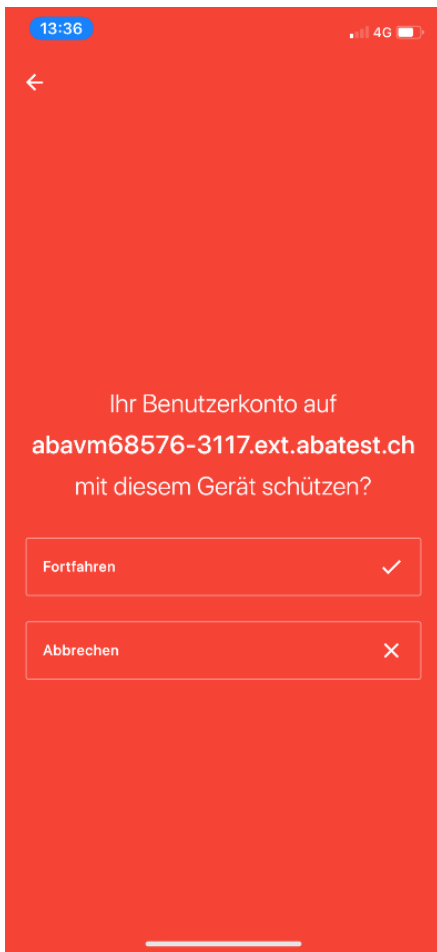 13:36
4G
Ihr Benutzerkonto auf
abavm68576-3117.ext.abatest.ch
mit diesem Gerät schützen?
Fortfahren
Abbrechen